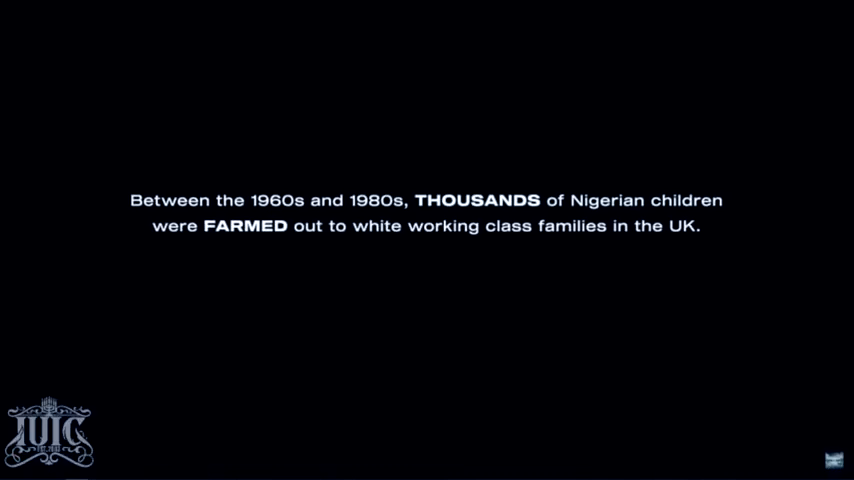 Between the 1960s and 1980s, THOUSANDS of Nigerian children
were FARMED out to white working class families in the UK.
IUIC